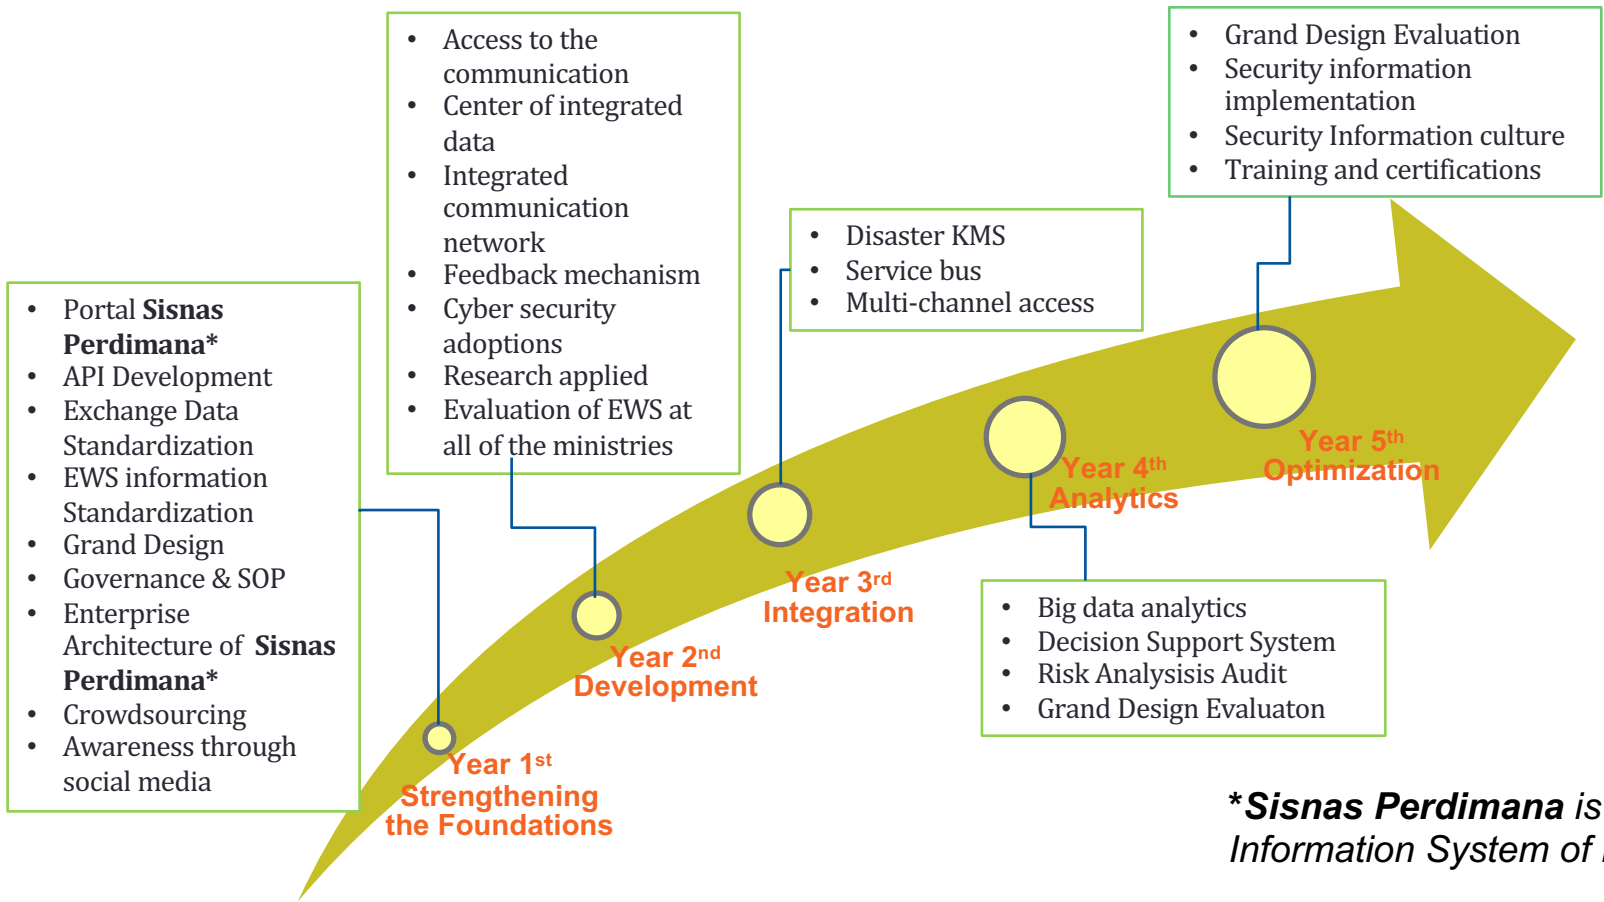 • Access to the
communication
• Center of integrated
data
• Integrated
communication
network
• Feedback mechanism
• Cyber security
adoptions
• Research applied
• Evaluation of EWS at
all of the ministries
• Grand Design Evaluation
• Security information
implementation
• Security Information culture
• Training and certifications
• Disaster KMS
• Service bus
• Multi-channel access
• Portal Sisnas
Perdimana*
• API Development
• Exchange Data
Standardization
• EWS information
Standardization
• Grand Design
• Governance & SOP
• Enterprise
Architecture of Sisnas
Perdimana*
• Crowdsourcing
• Awareness through
social media
Year 1st
Strengthening
the Foundations
Year 2nd
Development
Year 3rd
Integration
Year 4th
Analytics
Year 5th
Optimization
• Big data analytics
• Decision Support System
• Risk Analysisis Audit
• Grand Design Evaluaton
*Sisnas Perdimana is
Information System of